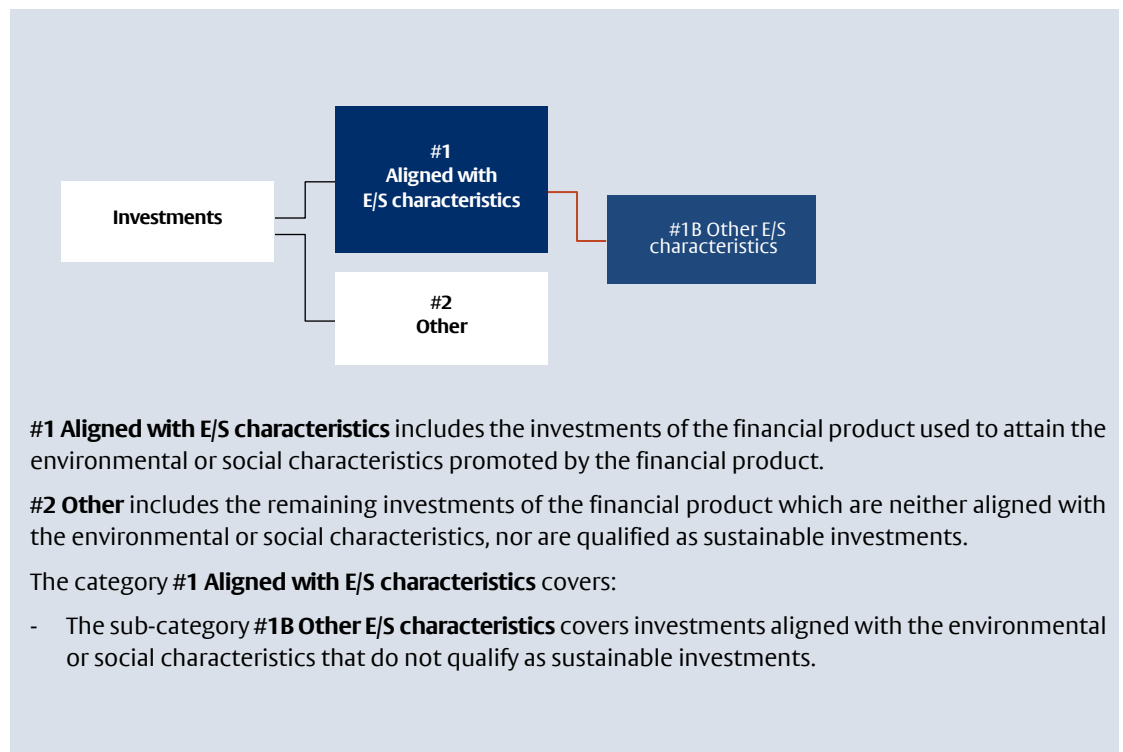 #1
Aligned with
E/S characteristics
Investments
#1B Other E/S
characteristics
#2
Other
#1 Aligned with E/S characteristics includes the investments of the financial product used to attain the
environmental or social characteristics promoted by the financial product.
#2 Other includes the remaining investments of the financial product which are neither aligned with
the environmental or social characteristics, nor are qualified as sustainable investments.
The category #1 Aligned with E/S characteristics covers:
- The sub-category #1B Other E/S characteristics covers investments aligned with the environmental
or social characteristics that do not qualify as sustainable investments.